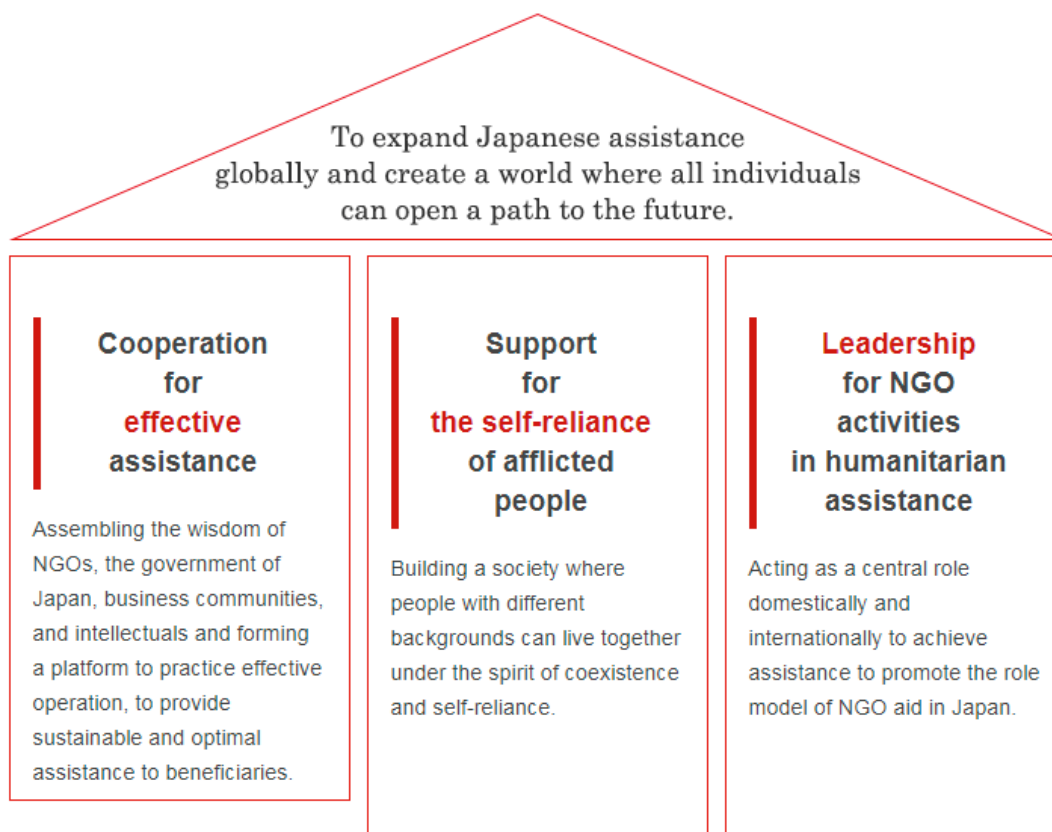 To expand Japanese assistance
globally and create a world where all individuals
can open a path to the future.
Cooperation
for
effective
assistance
Assembling the wisdom of
NGOs, the government of
Japan, business communities,
and intellectuals and forming
a platform to practice effective
operation, to provide
sustainable and optimal
assistance to beneficiaries.
Support
for
the self-reliance
of afflicted
people
Building a society where
people with different
backgrounds can live together
under the spirit of coexistence
and self-reliance.
Leadership
for NGO
activities
in humanitarian
assistance
Acting as a central role
domestically and
internationally to achieve
assistance to promote the role
model of NGO aid in Japan.